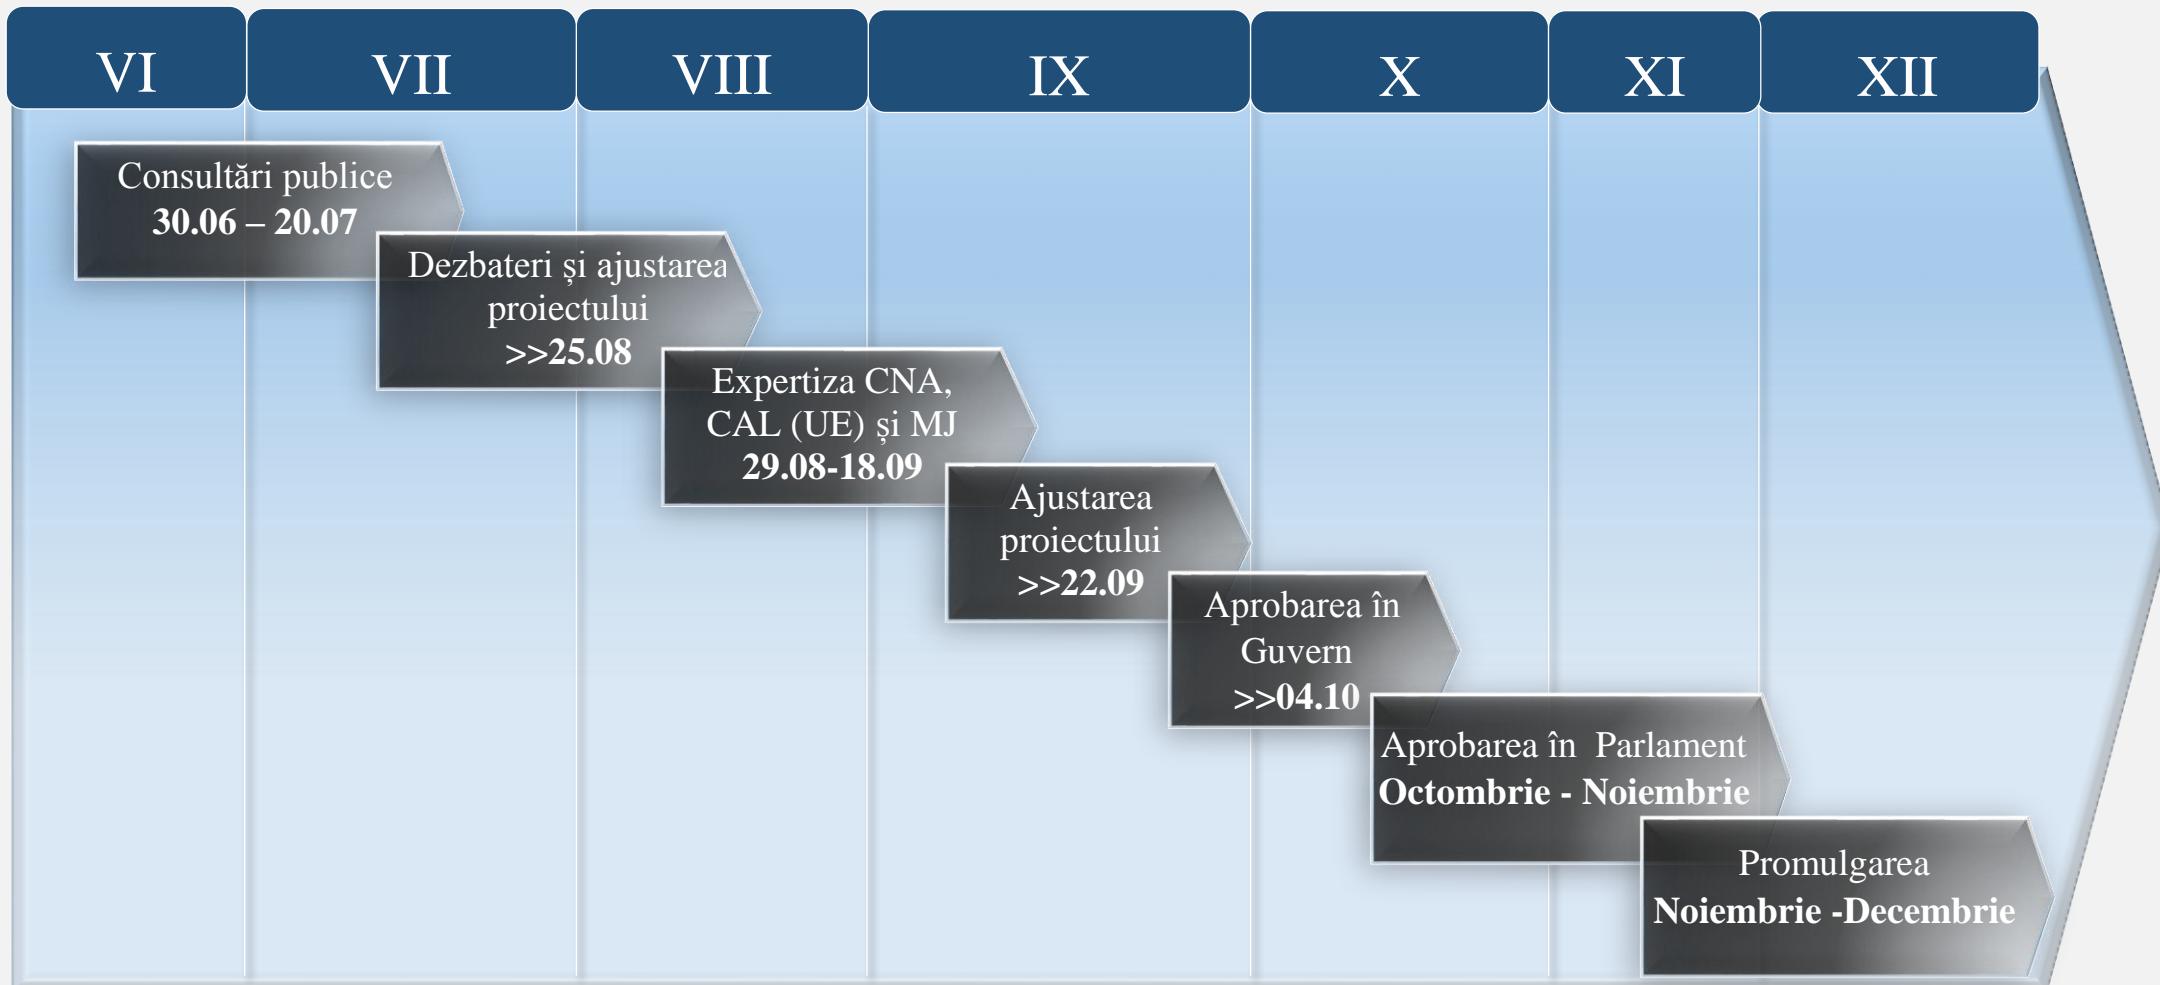 VI
VII
VIII
IX
X
XI
XII
Consultări publice
30.06 – 20.07
Dezbateri și ajustarea
proiectului
>>25.08
Expertiza CNA,
CAL (UE) și MJ
29.08-18.09
Ajustarea
proiectului
>>22.09
Aprobarea în
Guvern
>>04.10
Aprobarea în  Parlament
Octombrie - Noiembrie
Promulgarea
Noiembrie -Decembrie